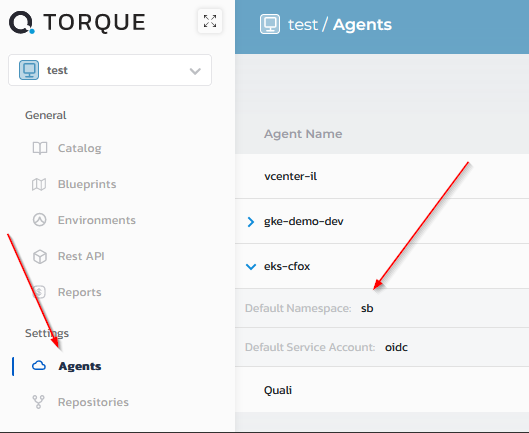 TORQUE
test
General
Catalog
Blueprints
Environments
Rest API
Reports
Settings
Agents
Repositories
test / Agents
Agent Name
vcenter-il
gke-demo-dev
eks-cfox
Default Namespace: sb
Default Service Account: oidc
Quali